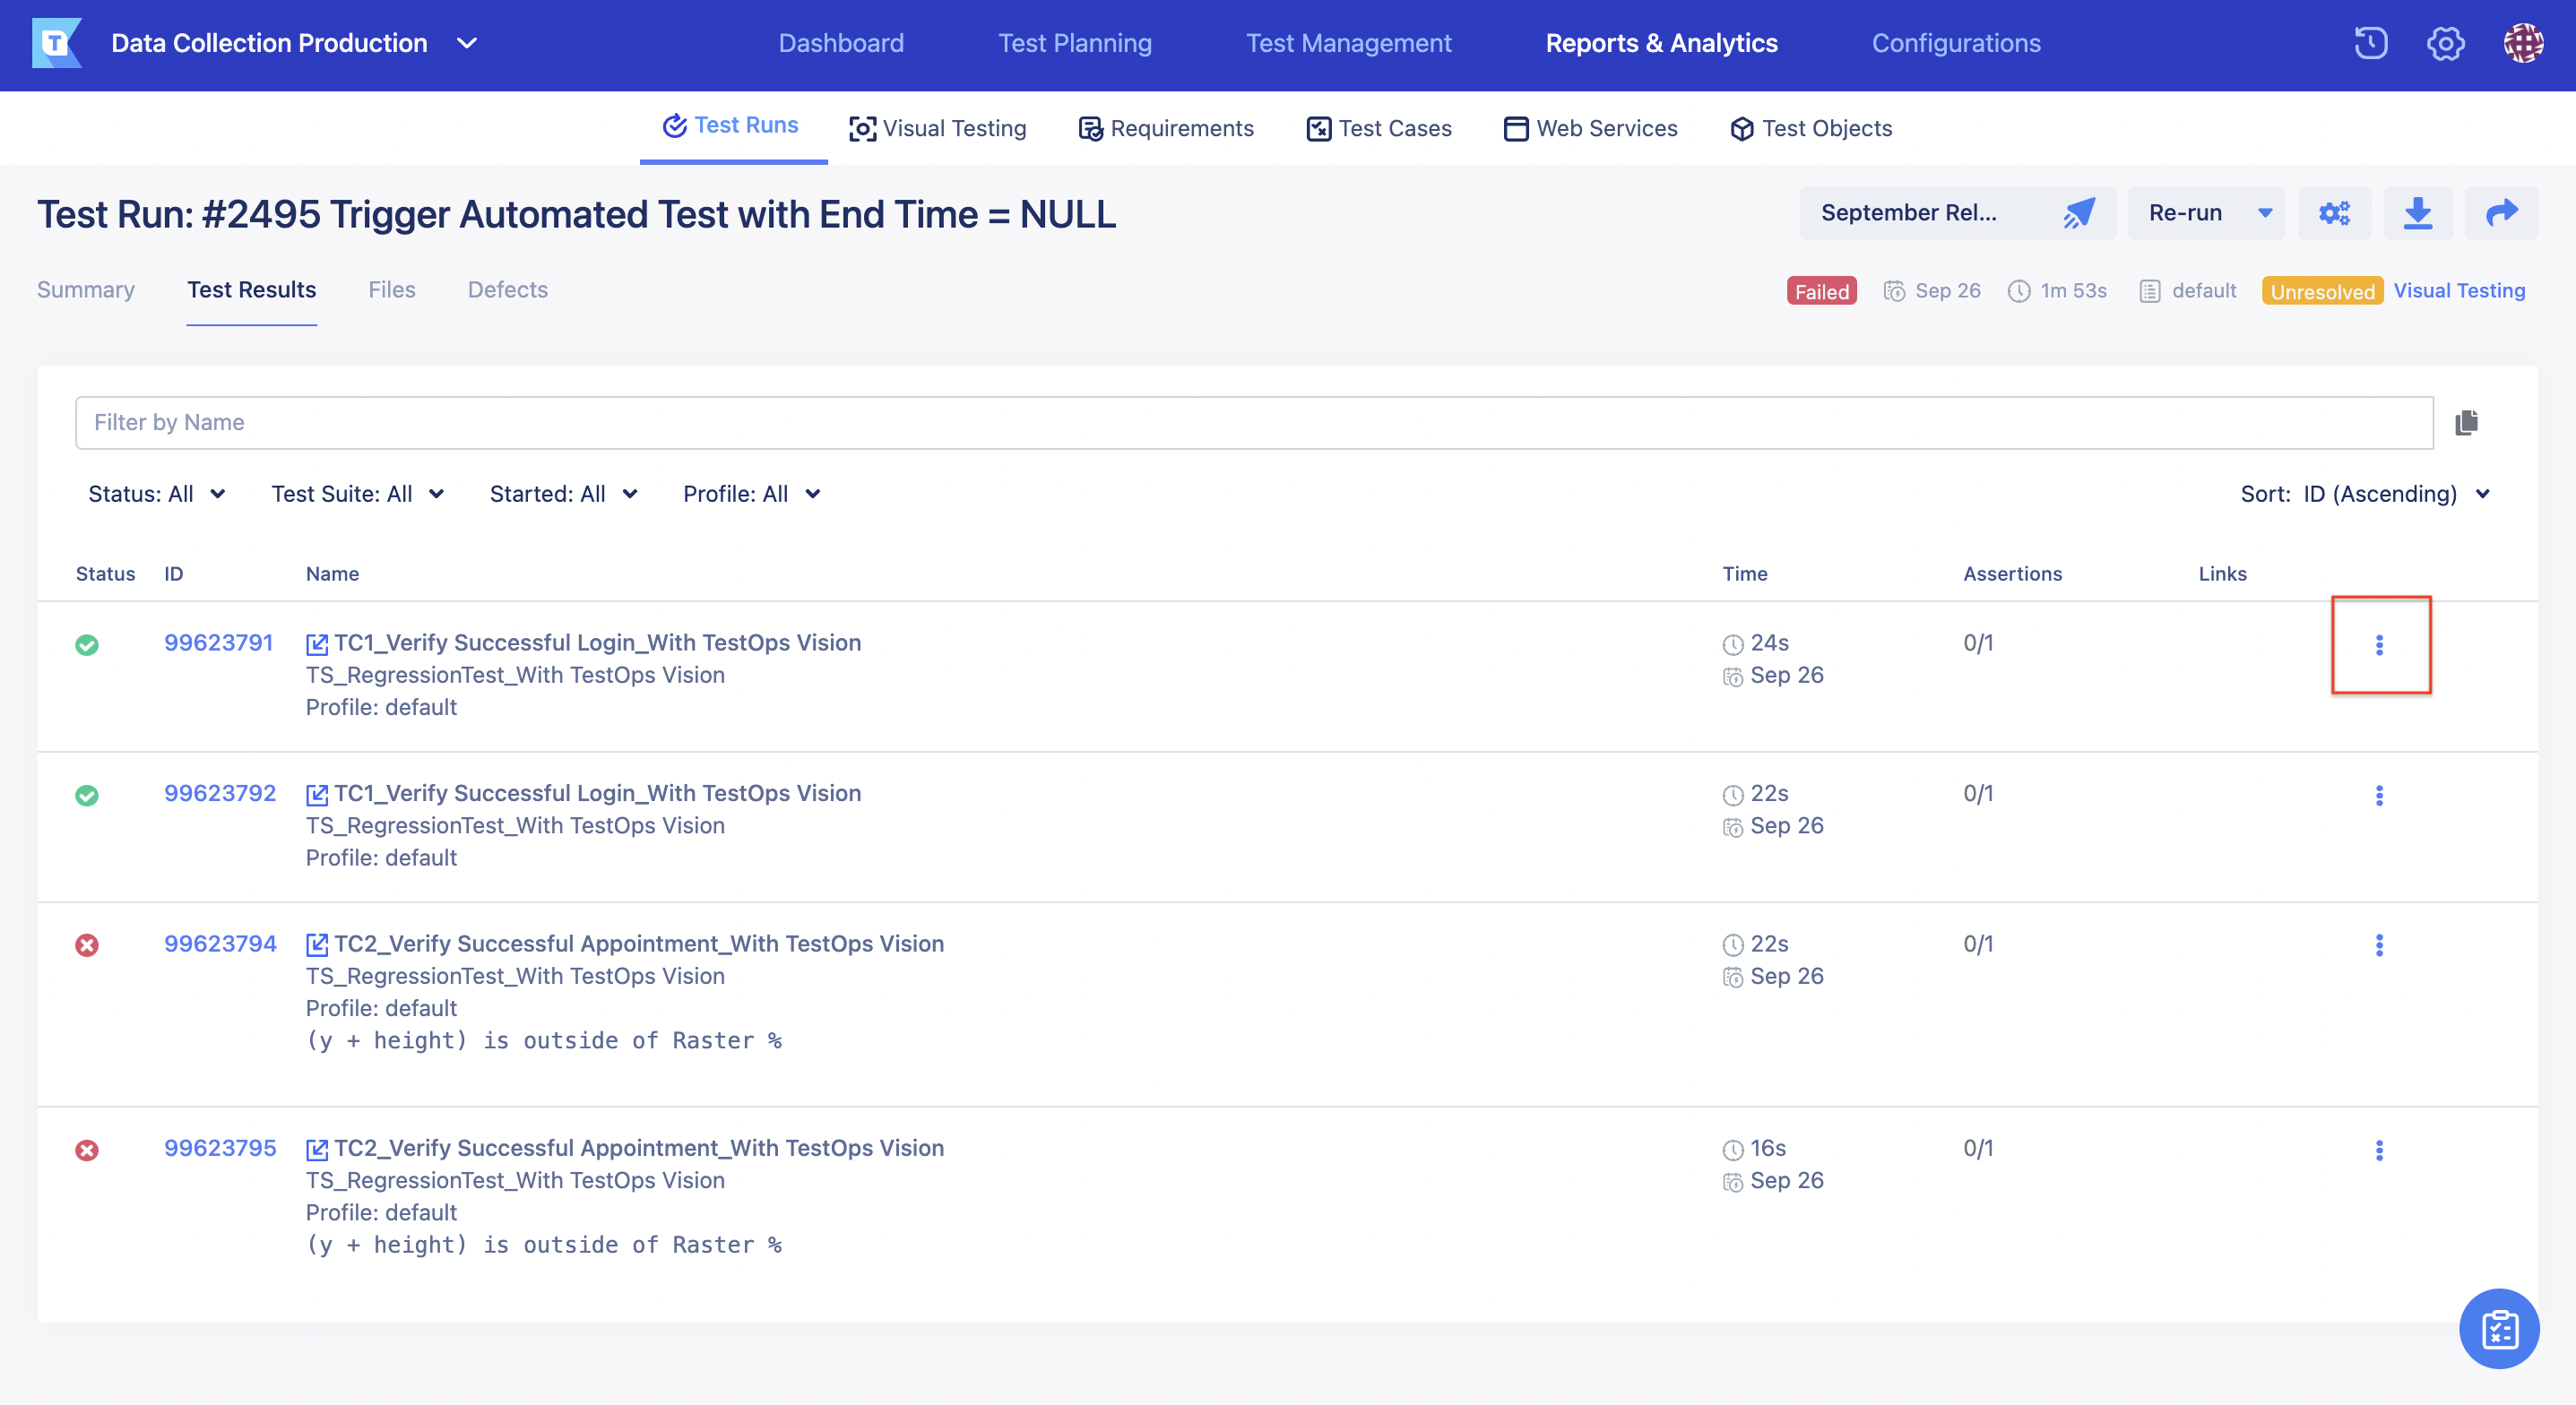 T Data Collection Production Dashboard Test Planning Test Management Reports & Analytics Configurations
Test Runs Visual Testing Requirements Test Cases Web Services Test Objects
Test Run: #2495 Trigger Automated Test with End Time = NULL September Rel... Re-run
Summary Test Results Files Defects Failed Sep 26 1m 53s default Unresolved Visual Testing
Filter by Name
Status: All Test Suite: All Started: All Profile: All Sort: ID (Ascending)
Status ID Name Time Assertions Links
99623791 TC1_Verify Successful Login_With TestOps Vision 24s 0/1
TS_RegressionTest_With TestOps Vision Sep 26
Profile: default
99623792 TC1_Verify Successful Login_With TestOps Vision 22s 0/1
TS_RegressionTest_With TestOps Vision Sep 26
Profile: default
99623794 TC2_Verify Successful Appointment_With TestOps Vision 22s 0/1
TS_RegressionTest_With TestOps Vision Sep 26
Profile: default
(y + height) is outside of Raster %
99623795 TC2_Verify Successful Appointment_With TestOps Vision 16s 0/1
TS_RegressionTest_With TestOps Vision Sep 26
Profile: default
(y + height) is outside of Raster %